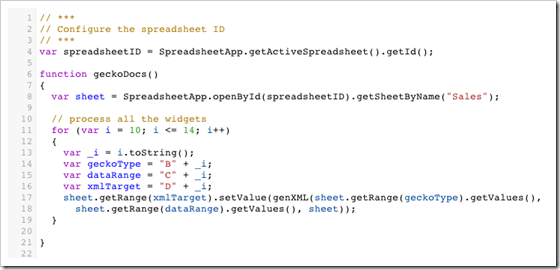 1 // ***
2 // Configure the spreadsheet ID
3 // ***
4 var spreadsheetID = SpreadsheetApp.getActiveSpreadsheet().getId();
5
6 function geckoDocs()
7 {
8 var sheet = SpreadsheetApp.openById(spreadsheetID).getSheetByName("Sales");
9
10 // process all the widgets
11 for (var i = 10; i <= 14; i++)
12 {
13 var _i = i.toString();
14 var geckoType = "B" + _i;
15 var dataRange = "C" + _i;
16 var xmlTarget = "D" + _i;
17 sheet.getRange(xmlTarget).setValue(genXML(sheet.getRange(geckoType).getValues(),
18 sheet.getRange(dataRange).getValues(), sheet));
19 }
20
21 }
22